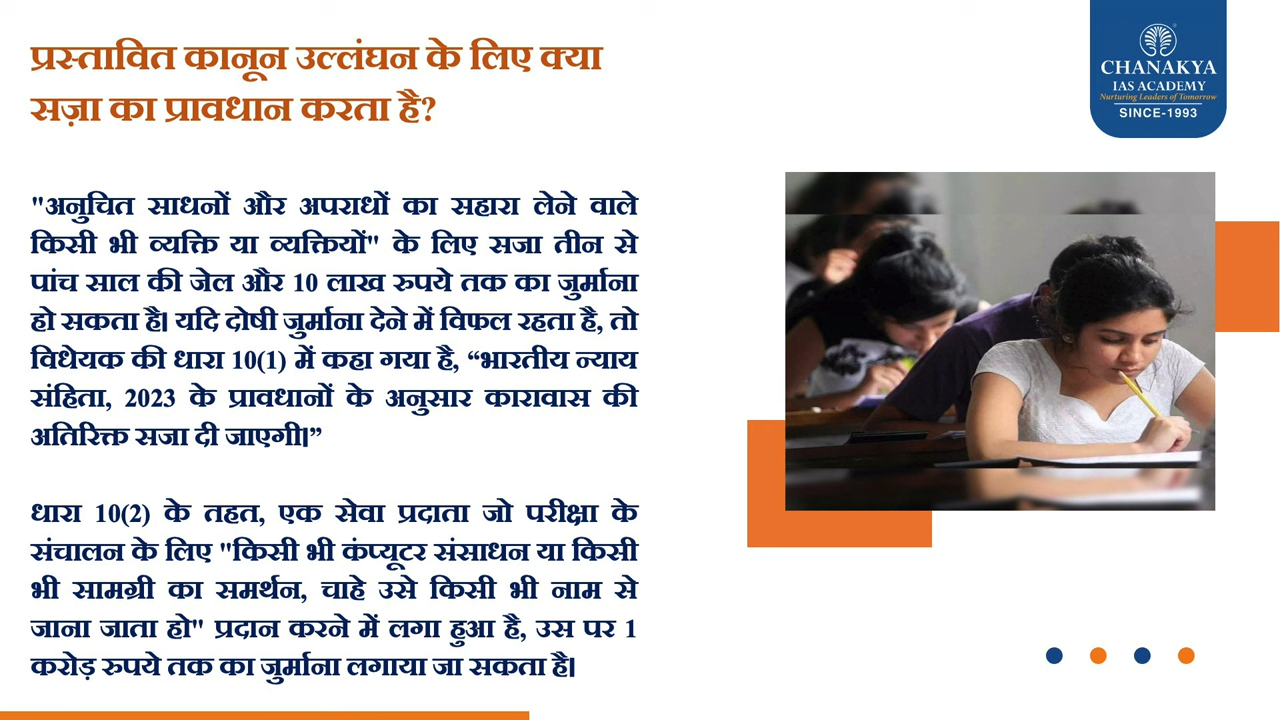 प्रस्तावित कानून उल्लंघन के लिए क्या
सज़ा का प्रावधान करता है?
CHANAKYA
IAS ACADEMY
Nurturing Leaders of Tomorrow
SINCE-1993
"अनुचित साधनों और अपराधों का सहारा लेने वाले
किसी भी व्यक्ति या व्यक्तियों" के लिए सजा तीन से
पांच साल की जेल और 10 लाख रुपये तक का जुर्माना
हो सकता है। यदि दोषी जुर्माना देने में विफल रहता है, तो
विधेयक की धारा 10(1) में कहा गया है, “भारतीय न्याय
संहिता, 2023 के प्रावधानों के अनुसार कारावास की
अतिरिक्त सजा दी जाएगी।”
धारा 10(2) के तहत, एक सेवा प्रदाता जो परीक्षा के
संचालन के लिए "किसी भी कंप्यूटर संसाधन या किसी
भी सामग्री का समर्थन, चाहे उसे किसी भी नाम से
जाना जाता हो" प्रदान करने में लगा हुआ है, उस पर 1
करोड़ रुपये तक का जुर्माना लगाया जा सकता है।